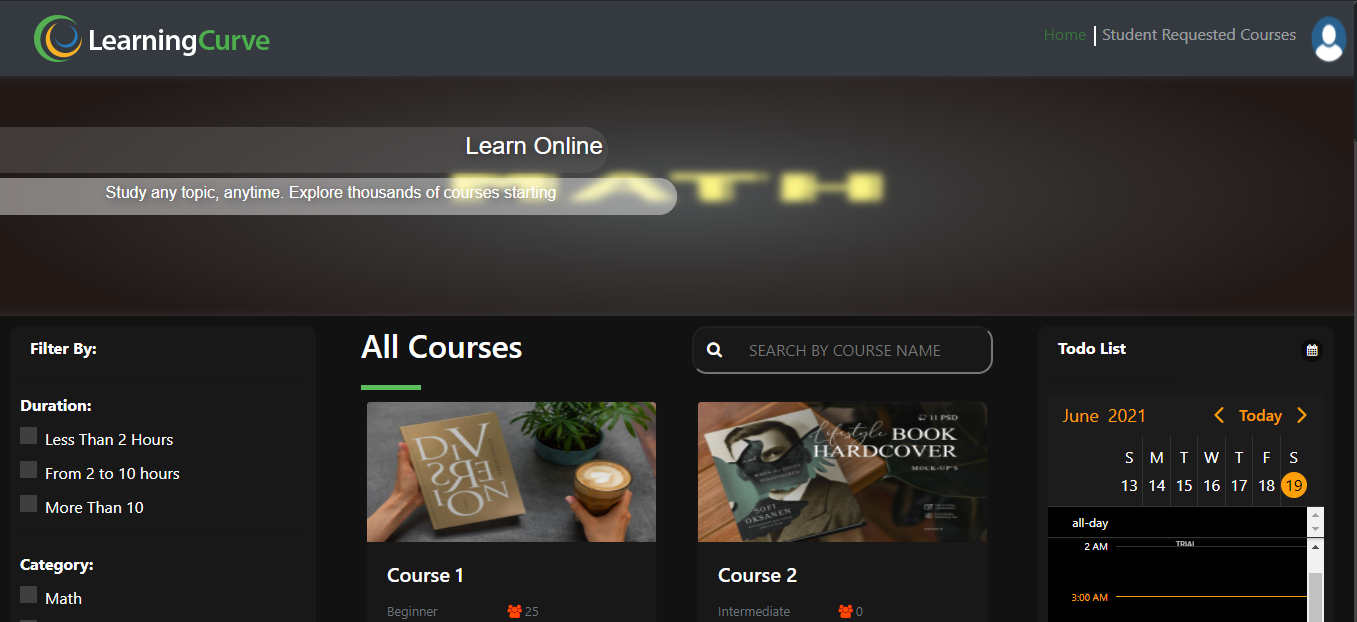 LearningCurve
Home
Student Requested Courses
Learn Online
Study any topic, anytime. Explore thousands of courses starting
MATH
Filter By:
Duration:
Less Than 2 Hours
From 2 to 10 hours
More Than 10
Category:
Math
All Courses
SEARCH BY COURSE NAME
DIVERSION
Course 1
Beginner
25
11 PSD
Lifestyle BOOK
HARDCOVER
MOCK-UP'S
SOFI
OKSANEN
Course 2
Intermediate
0
Todo List
June 2021
Today
S M T W T F S
13 14 15 16 17 18 19
all-day
2 AM
TRIAL
3:00 AM